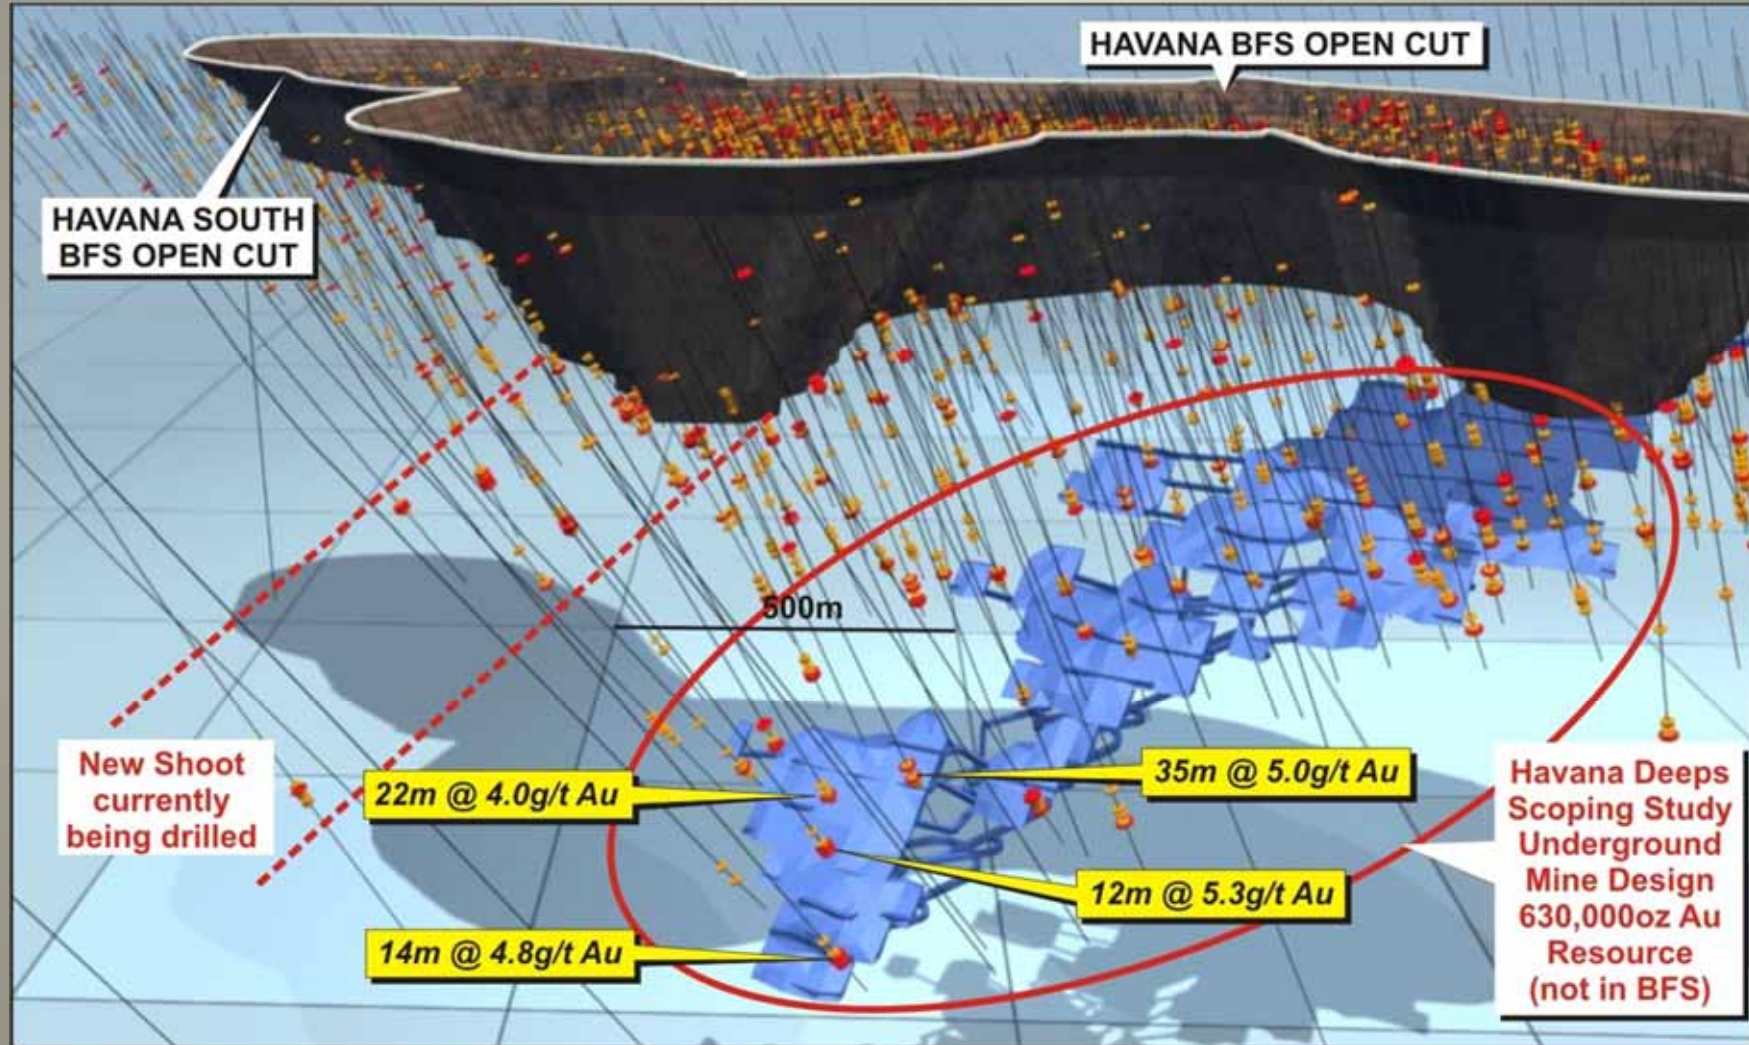 HAVANA BFS OPEN CUT
HAVANA SOUTH
BFS OPEN CUT
500m
New Shoot
currently
being drilled
22m @ 4.0g/t Au
35m @ 5.0g/t Au
12m @ 5.3g/t Au
14m @ 4.8g/t Au
Havana Deeps
Scoping Study
Underground
Mine Design
630,000oz Au
Resource
(not in BFS)